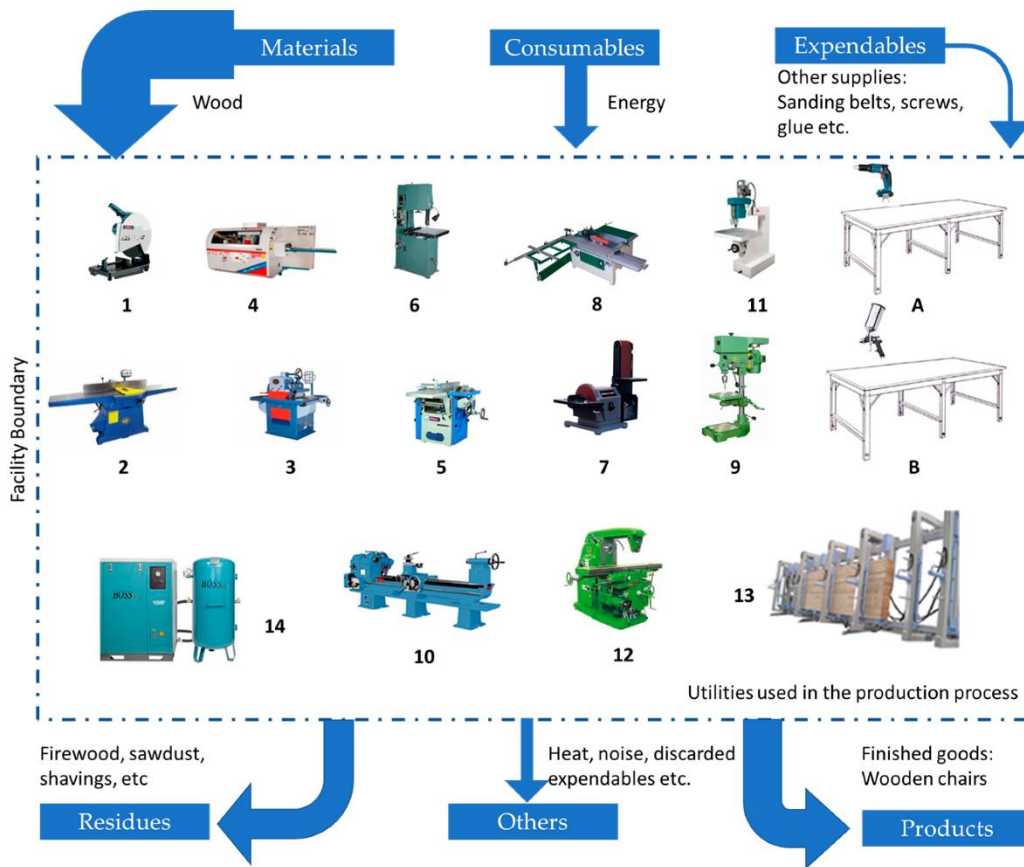 Materials
Consumables
Expendables
Wood
Energy
Other supplies:
Sanding belts, screws,
glue etc.
Facility Boundary
1
4
6
8
11
A
2
3
5
7
9
B
BOSS
BOSS
14
10
12
13
Utilities used in the production process
Firewood, sawdust,
shavings, etc
Heat, noise, discarded
expendables etc.
Finished goods:
Wooden chairs
Residues
Others
Products